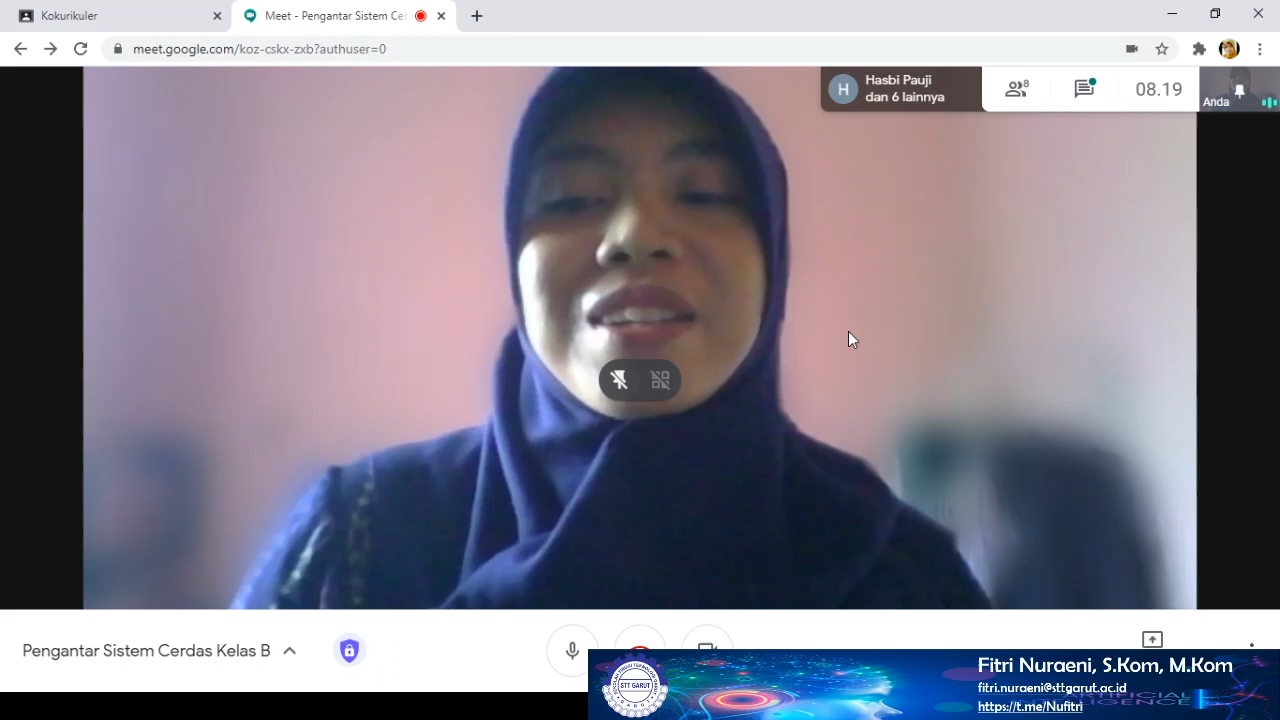 Kokurikuler
Meet - Pengantar Sistem Cer
meet.google.com/koz-cskx-zxb?authuser=0
H
Hasbi Pauji
dan 6 lainnya
8
08.19
Anda
Pengantar Sistem Cerdas Kelas B
STT GARUT
Fitri Nuraeni, S.Kom, M.Kom
fitri.nuraeni@sttgarut.ac.id
https://t.me/Nufitri